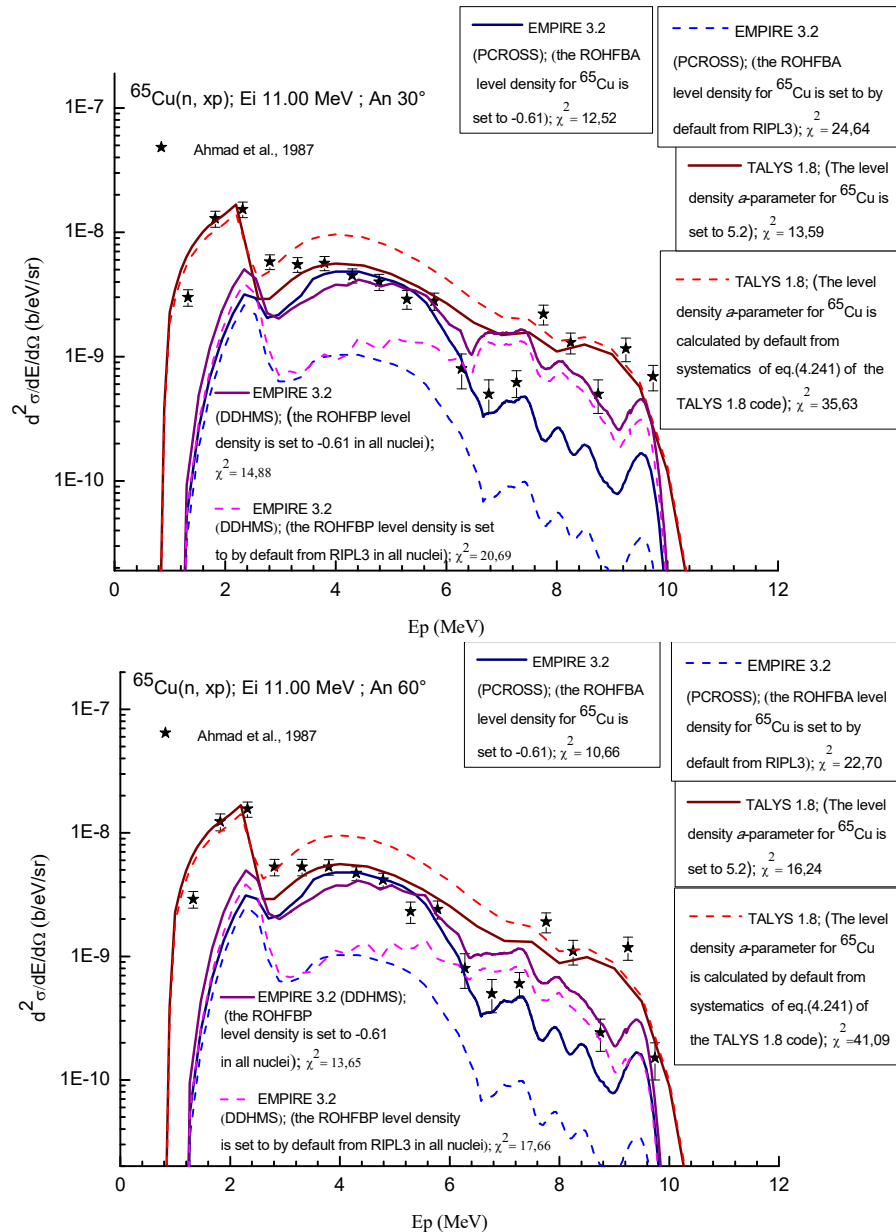 EMPIRE 3.2
(PCROSS); (the ROHFBA
level density for ⁶⁵Cu is
set to -0.61); χ² = 12,52
EMPIRE 3.2
(PCROSS); (the ROHFBA
level density for ⁶⁵Cu is set to by
default from RIPL3); χ² = 24,64
TALYS 1.8; (The level
density a-parameter for ⁶⁵Cu is
set to 5.2); χ² = 13,59
TALYS 1.8; (The level
density a-parameter for ⁶⁵Cu is
calculated by default from
systematics of eq.(4.241) of the
TALYS 1.8 code); χ² = 35,63
⁶⁵Cu(n, xp); Ei 11.00 MeV ; An 30°
Ahmad et al., 1987
EMPIRE 3.2
(DDHMS); (the ROHFBP level
density is set to -0.61 in all nuclei);
χ² = 14,88
EMPIRE 3.2
(DDHMS); (the ROHFBP level density is set
to by default from RIPL3 in all nuclei); χ² = 20,69
d² σ/dE/dΩ (b/eV/sr)
1E-7
1E-8
1E-9
1E-10
0 2 4 6 8 10 12
Ep (MeV)
EMPIRE 3.2
(PCROSS); (the ROHFBA
level density for ⁶⁵Cu is
set to -0.61); χ² = 10,66
EMPIRE 3.2
(PCROSS); (the ROHFBA level
density for ⁶⁵Cu is set to by
default from RIPL3); χ² = 22,70
TALYS 1.8; (The level
density a-parameter for ⁶⁵Cu is
set to 5.2); χ² = 16,24
TALYS 1.8; (The level
density a-parameter for ⁶⁵Cu
is calculated by default from
systematics of eq.(4.241) of
the TALYS 1.8 code); χ² =41,09
⁶⁵Cu(n, xp); Ei 11.00 MeV ; An 60°
Ahmad et al., 1987
EMPIRE 3.2 (DDHMS);
(the ROHFBP
level density is set to -0.61
in all nuclei); χ² = 13,65
EMPIRE 3.2
(DDHMS); (the ROHFBP level density
is set to by default from RIPL3 in all nuclei); χ² = 17,66
d² σ/dE/dΩ (b/eV/sr)
1E-7
1E-8
1E-9
1E-10
0 2 4 6 8 10 12
Ep (MeV)